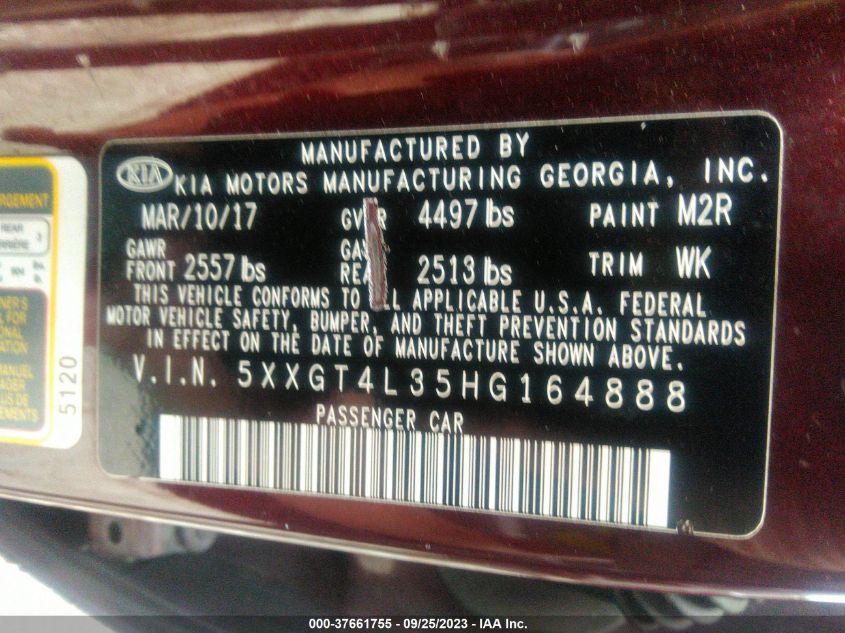 MANUFACTURED BY
KIA KIA MOTORS MANUFACTURING GEORGIA, INC.
MAR/10/17 4497 lbs PAINT M2R
GAWR
FRONT 2557 lbs 2513 lbs TRIM WK
THIS VEHICLE CONFORMS TO APPLICABLE U.S.A. FEDERAL
MOTOR VEHICLE SAFETY, BUMPER, AND THEFT PREVENTION STANDARDS
IN EFFECT ON THE DATE OF MANUFACTURE SHOWN ABOVE.
V.I.N. 5XXGT4L35HG164888
PASSENGER CAR
REAR
5120
000-37661755 - 09/25/2023 - IAA Inc.